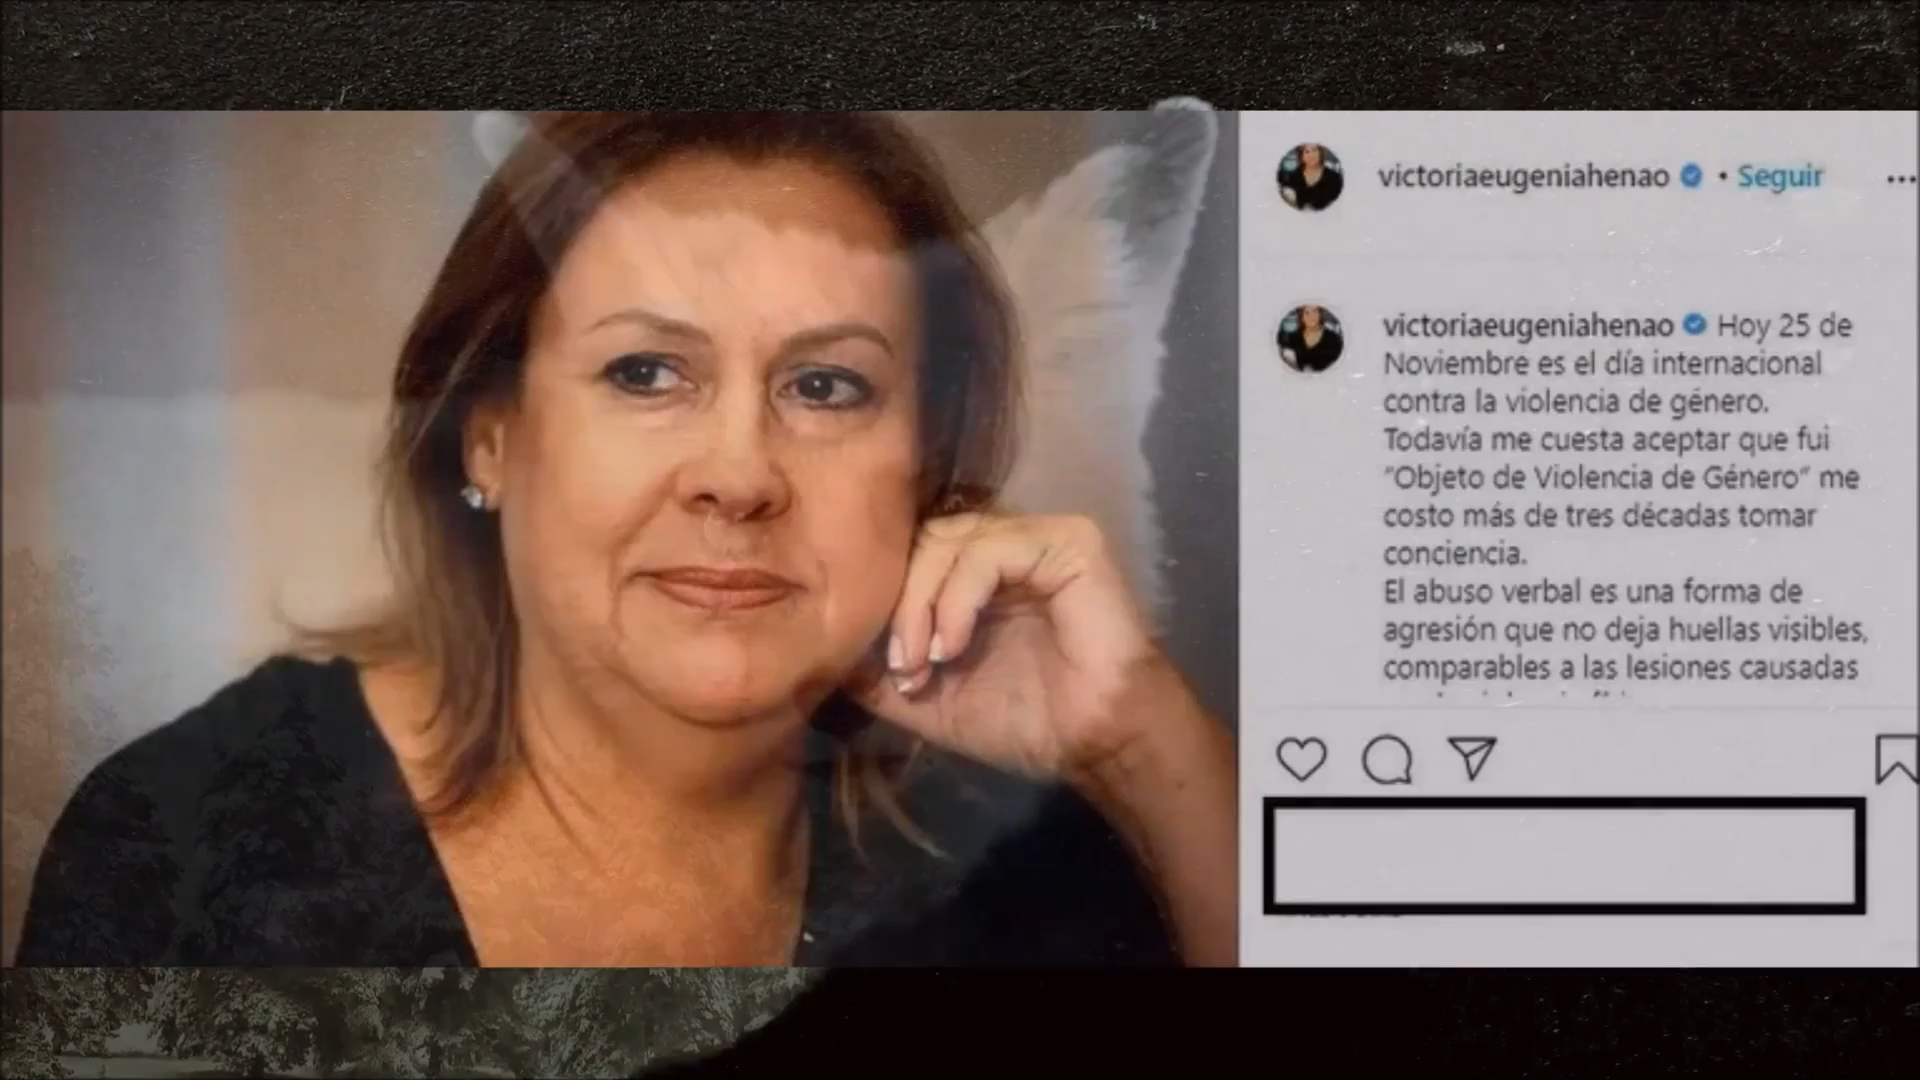 victoriaeugeniahenao • Seguir
victoriaeugeniahenao Hoy 25 de
Noviembre es el día internacional
contra la violencia de género.
Todavía me cuesta aceptar que fui
"Objeto de Violencia de Género" me
costo más de tres décadas tomar
conciencia.
El abuso verbal es una forma de
agresión que no deja huellas visibles,
comparables a las lesiones causadas